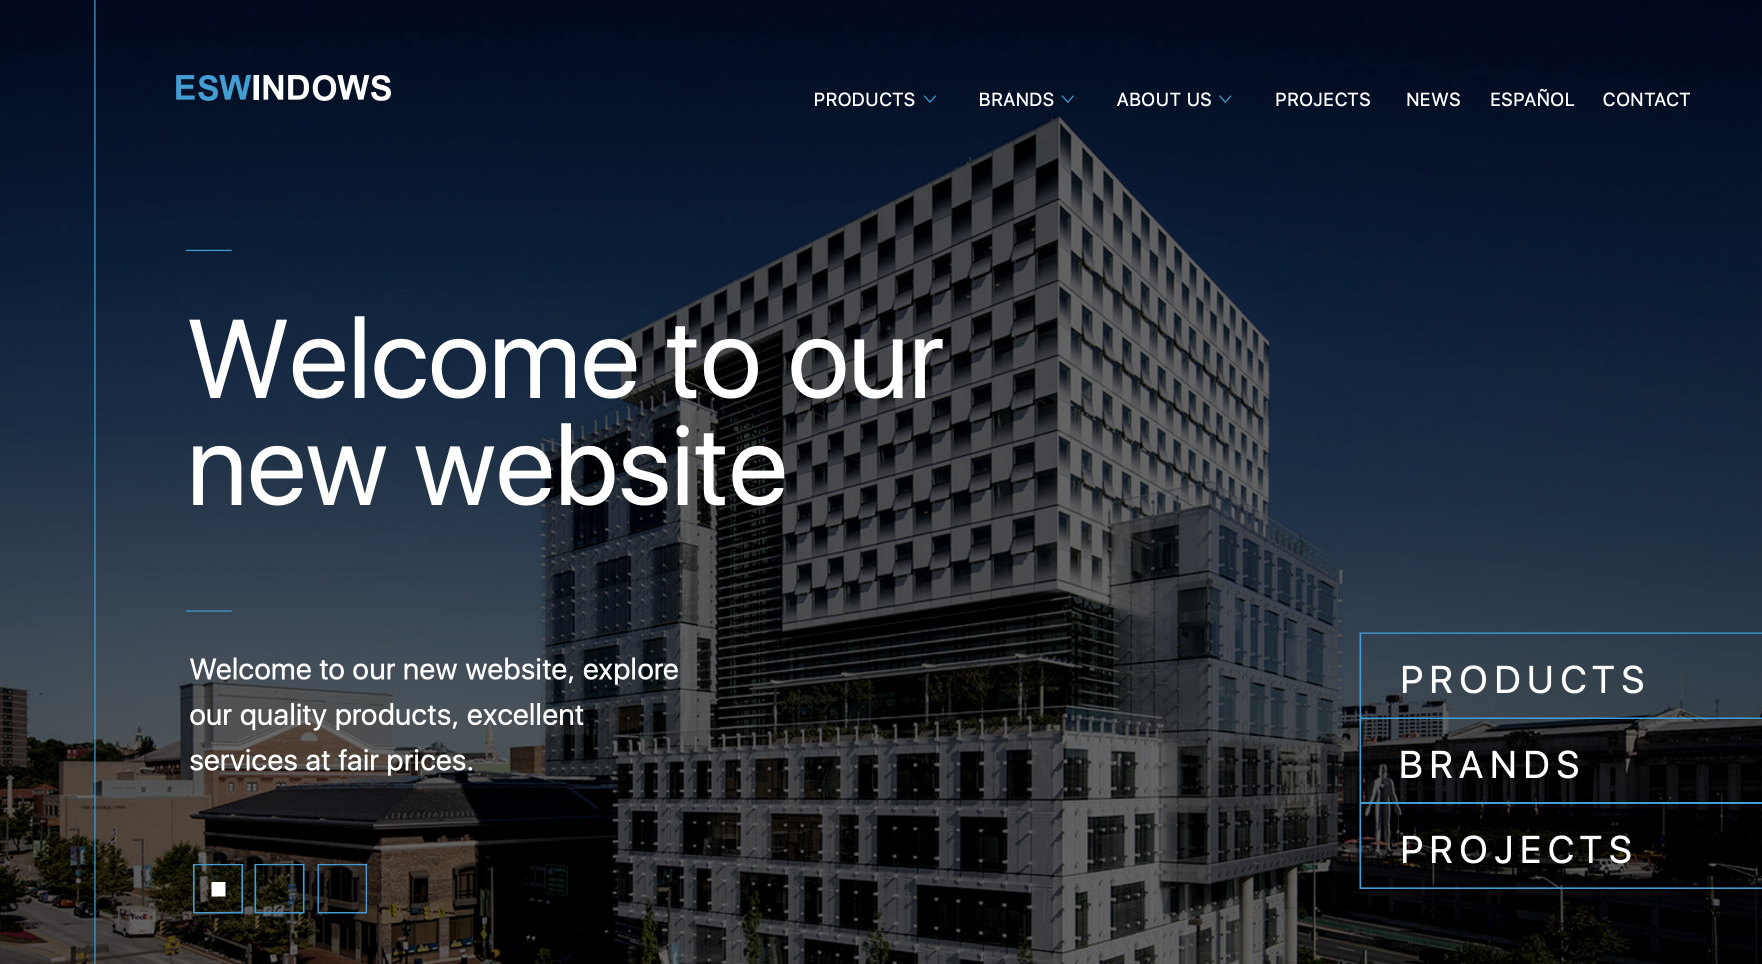 ESWINDOWS
PRODUCTS
BRANDS
ABOUT US
PROJECTS
NEWS
ESPAÑOL
CONTACT
Welcome to our
new website
Welcome to our new website, explore
our quality products, excellent
services at fair prices.
PRODUCTS
BRANDS
PROJECTS
FedEx